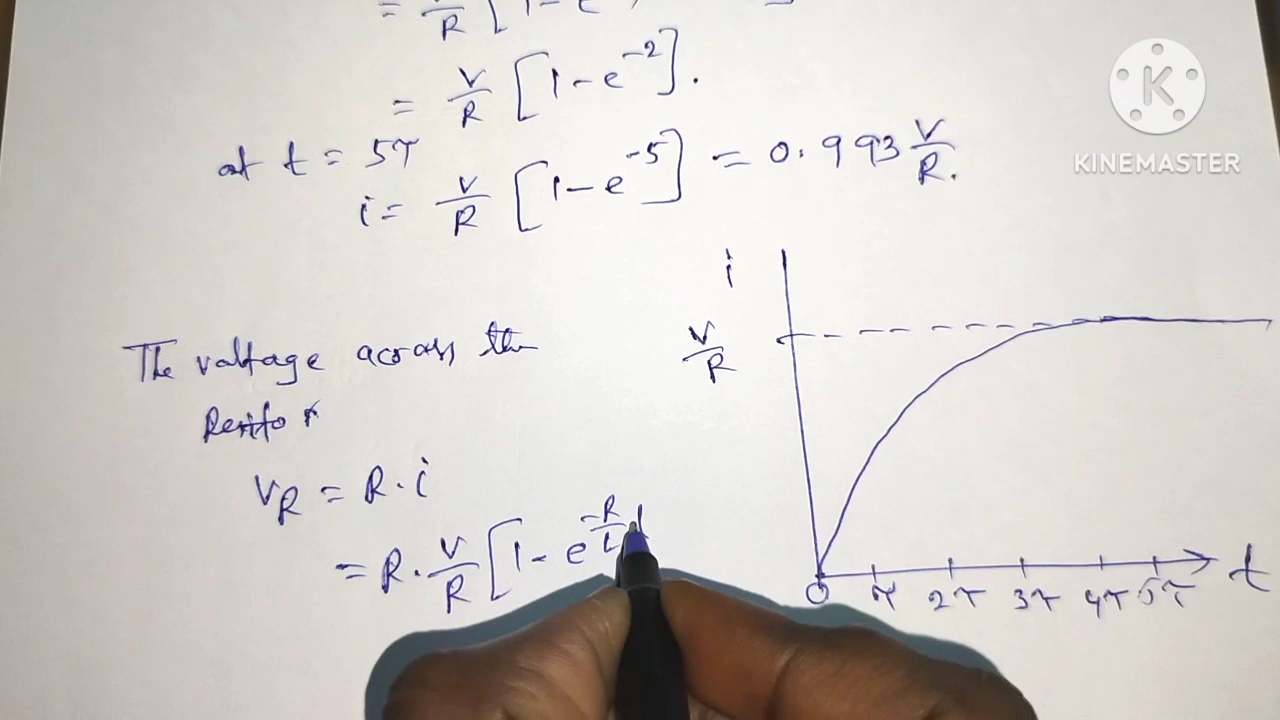 = V/R [1-e
= V/R [1-e^-2].
at t = 5τ
i = V/R [1-e^-5] = 0.993 V/R.
The voltage across the
V_R = R.i
= R. V/R [1-e^-R/L t
i
V/R
0 τ 2τ 3τ 4τ 5τ t
K
KINEMASTER